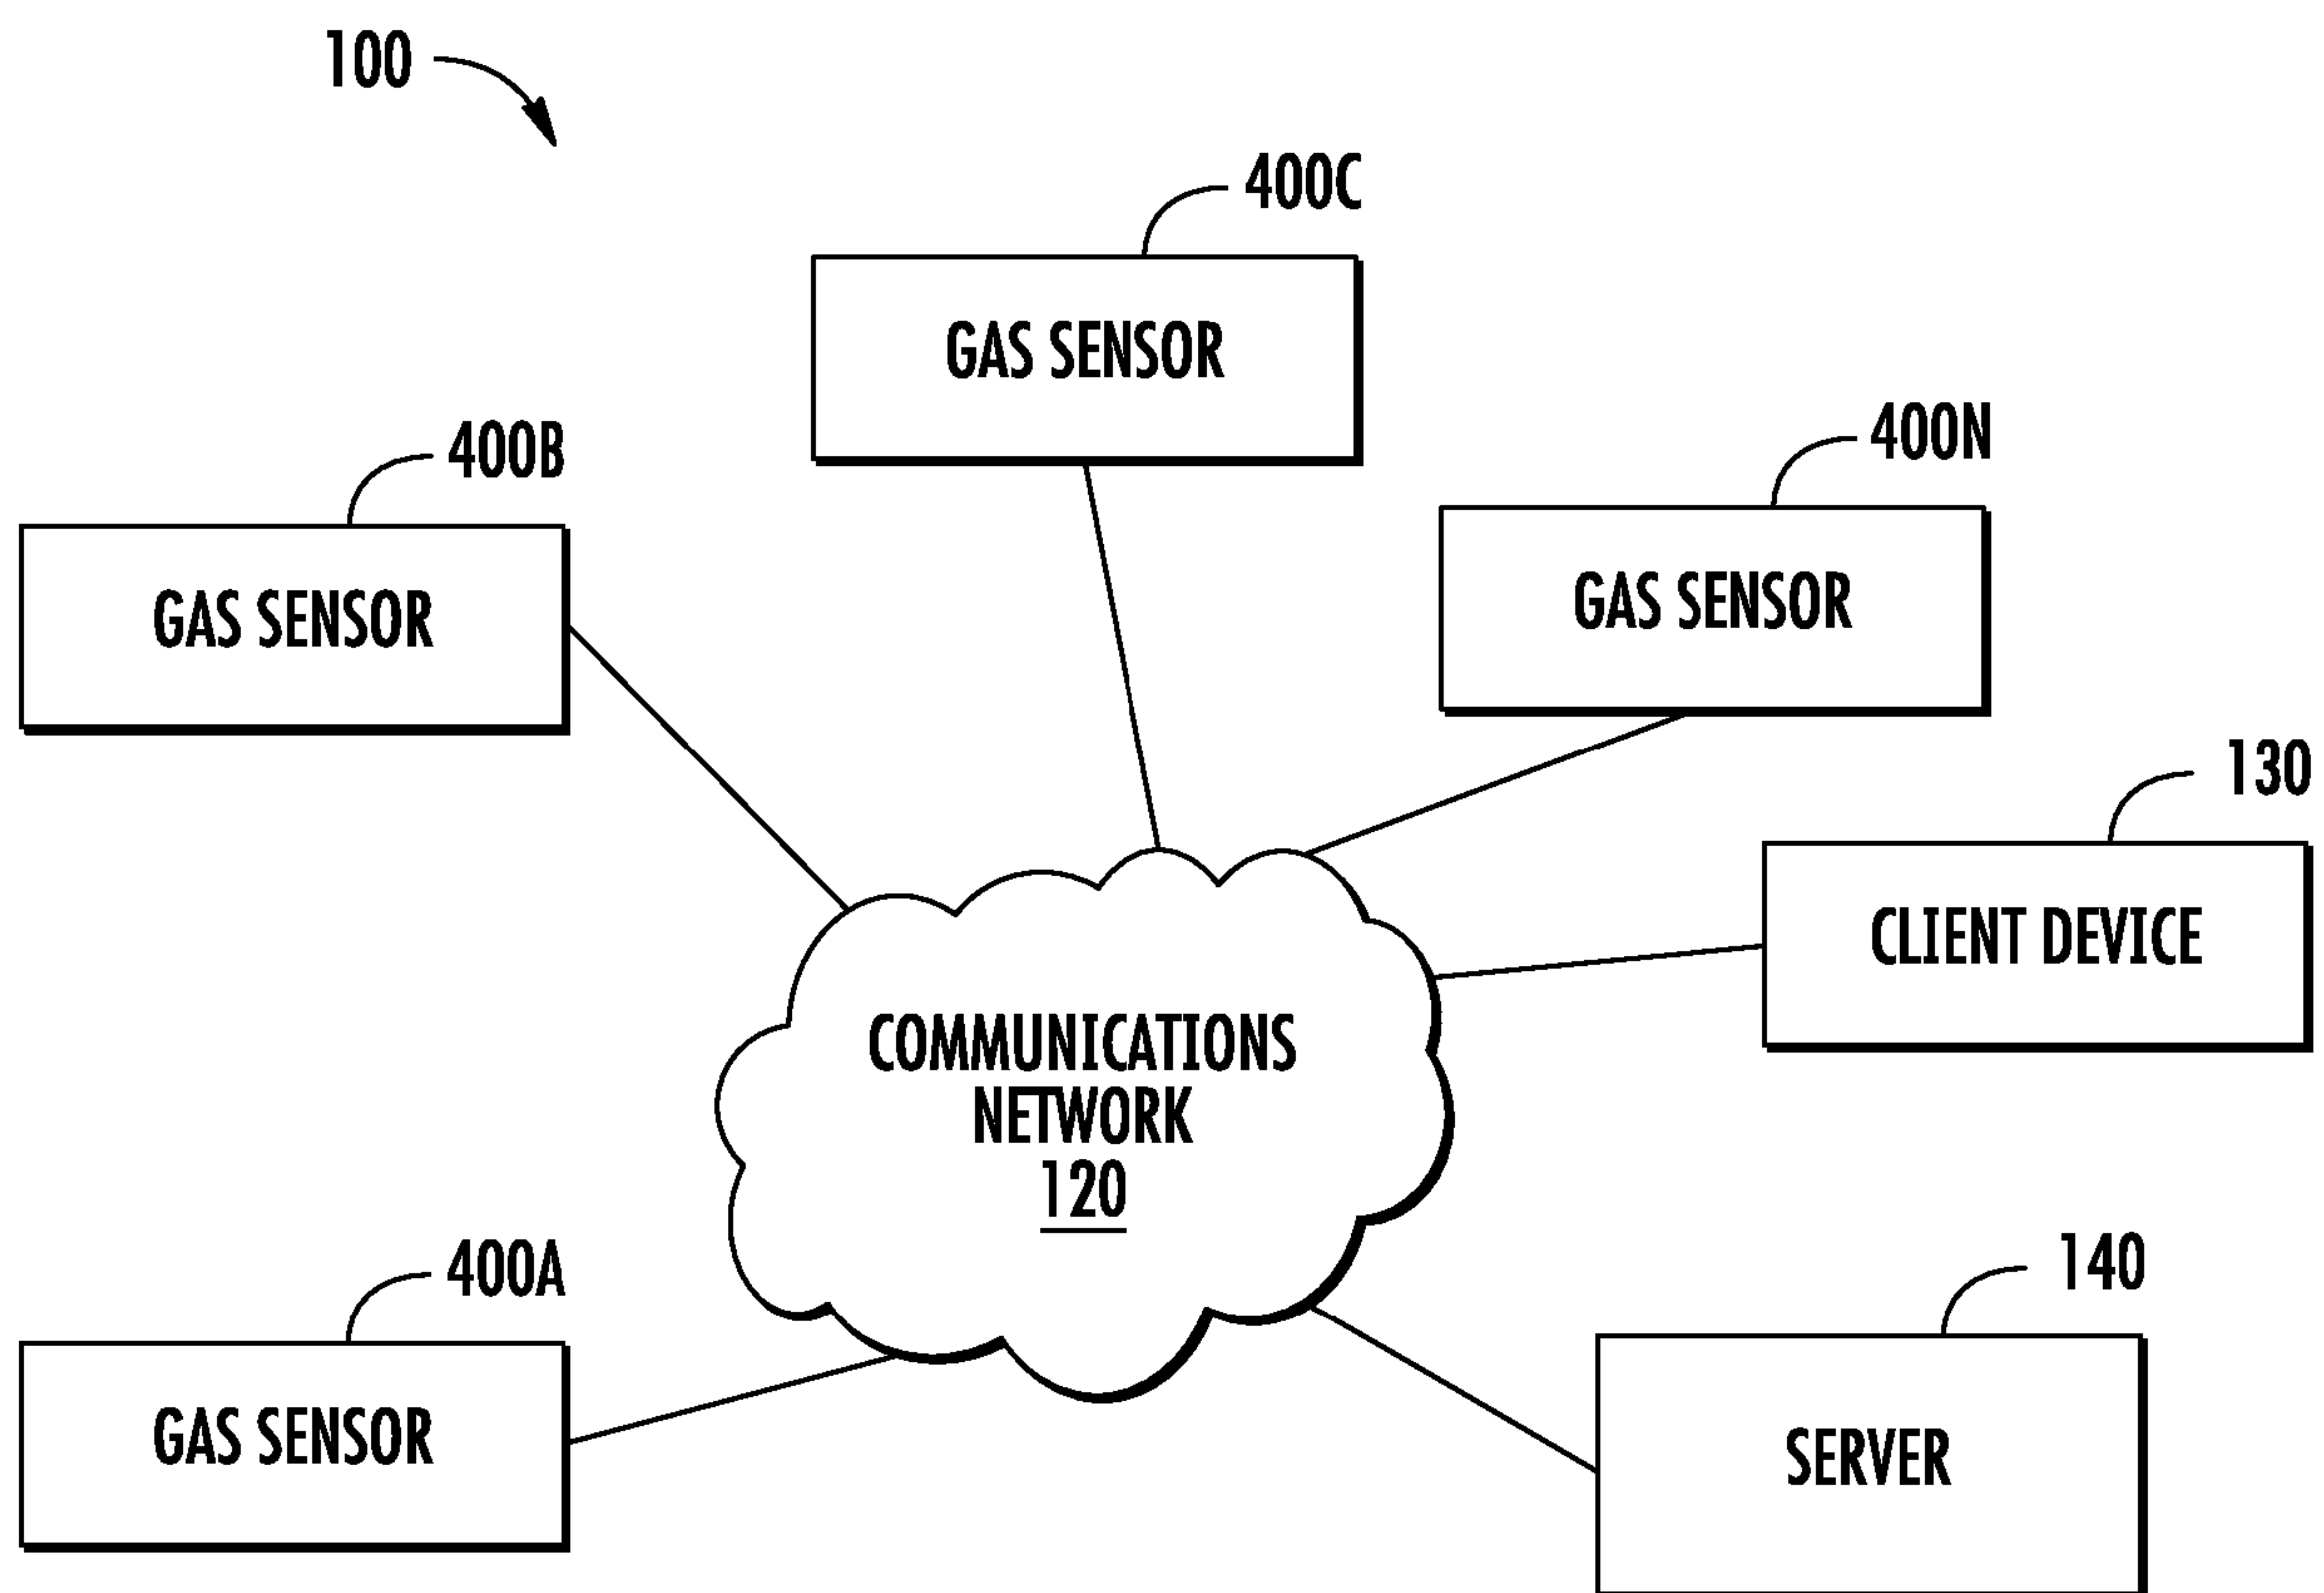 100
400C
GAS SENSOR
400B
400N
GAS SENSOR
GAS SENSOR
130
CLIENT DEVICE
COMMUNICATIONS
NETWORK
120
400A
140
GAS SENSOR
SERVER